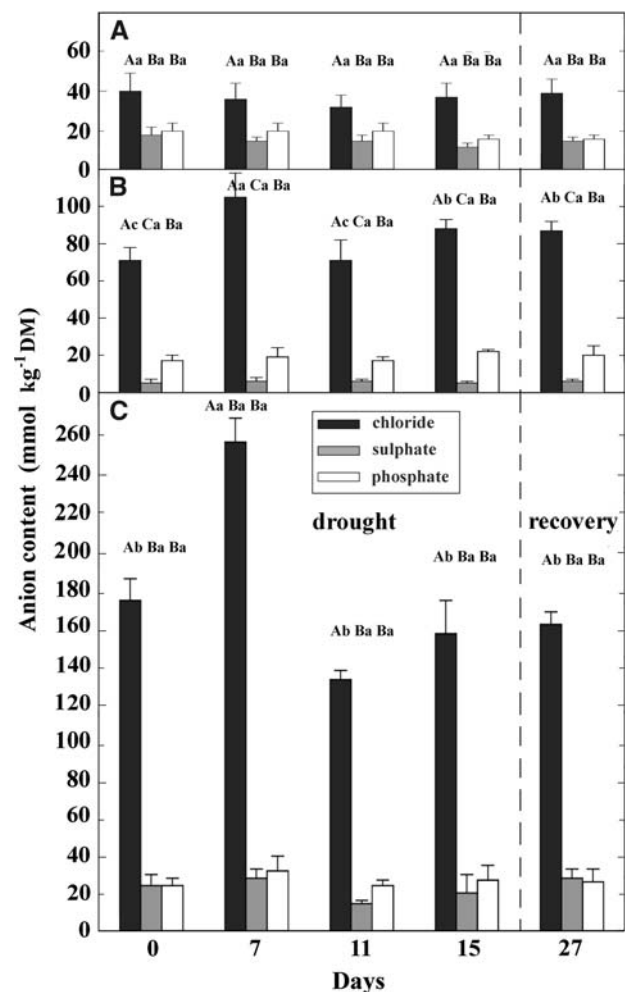 A
60
40
20
0
Aa Ba Ba Aa Ba Ba Aa Ba Ba Aa Ba Ba Aa Ba Ba
B
100
80
60
40
20
0
Ac Ca Ba Aa Ca Ba Ac Ca Ba Ab Ca Ba Ab Ca Ba
C
260
240
220
200
180
160
140
120
100
80
60
40
20
0
Aa Ba Ba
chloride
sulphate
phosphate
drought recovery
Ab Ba Ba Ab Ba Ba Ab Ba Ba Ab Ba Ba
Anion content (mmol kg⁻¹DM)
0 7 11 15 27
Days